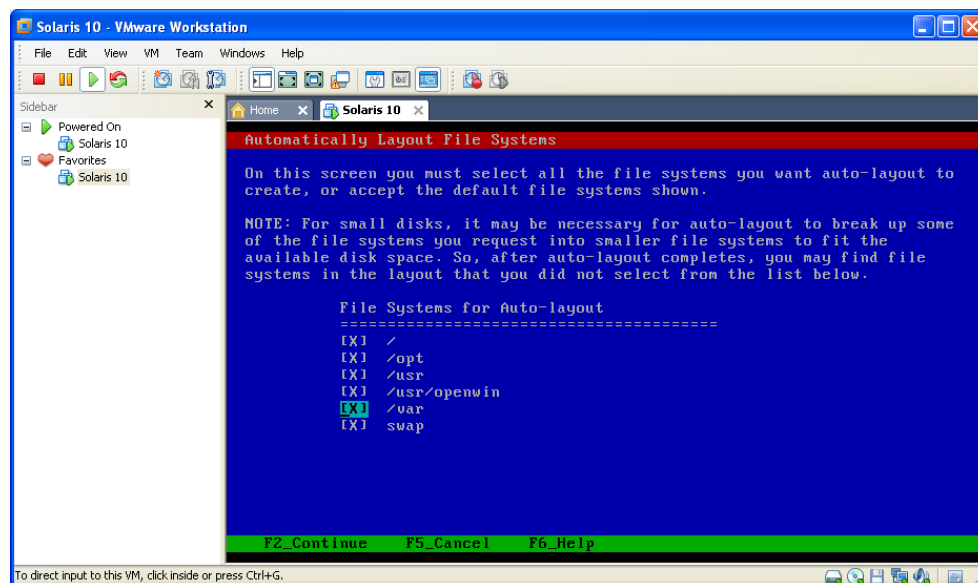 Solaris 10 - VMware Workstation
File Edit View VM Team Windows Help
Sidebar
Powered On
Solaris 10
Favorites
Solaris 10
Home
Solaris 10
Automatically Layout File Systems
On this screen you must select all the file systems you want auto-layout to
create, or accept the default file systems shown.
NOTE: For small disks, it may be necessary for auto-layout to break up some
of the file systems you request into smaller file systems to fit the
available disk space. So, after auto-layout completes, you may find file
systems in the layout that you did not select from the list below.
File Systems for Auto-layout
========================================
[X] /
[X] /opt
[X] /usr
[X] /usr/openwin
[X] /var
[X] swap
F2_Continue F5_Cancel F6_Help
To direct input to this VM, click inside or press Ctrl+G.